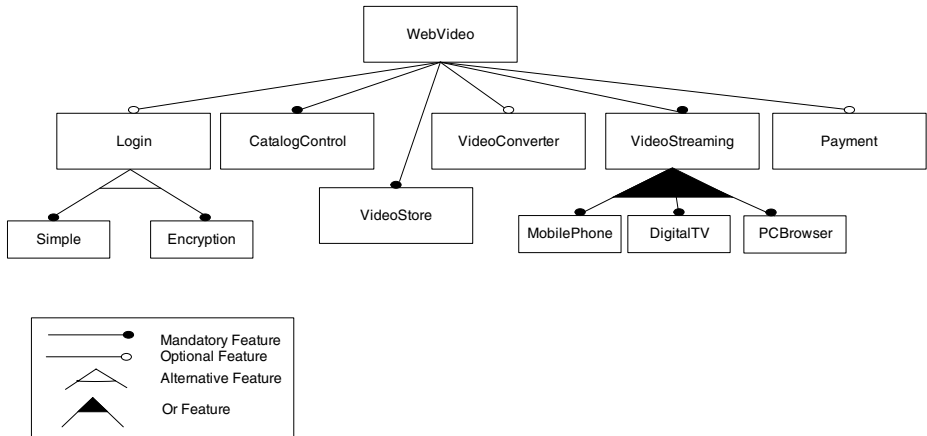 WebVideo
Login
CatalogControl
VideoConverter
VideoStreaming
Payment
VideoStore
Simple
Encryption
MobilePhone
DigitalTV
PCBrowser
Mandatory Feature
Optional Feature
Alternative Feature
Or Feature